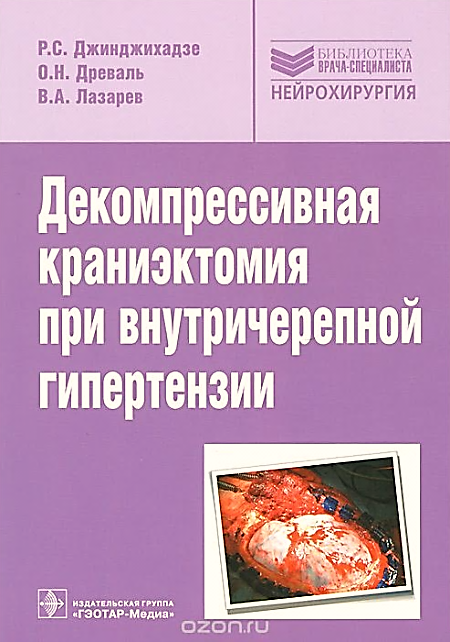 Р.С. Джинджихадзе
О.Н. Древаль
В.А. Лазарев
БИБЛИОТЕКА
ВРАЧА-СПЕЦИАЛИСТА
НЕЙРОХИРУРГИЯ
Декомпрессивная
краниэктомия
при внутричерепной
гипертензии
ИЗДАТЕЛЬСКАЯ ГРУППА
«ГЭОТАР-Медиа»
ozon.ru